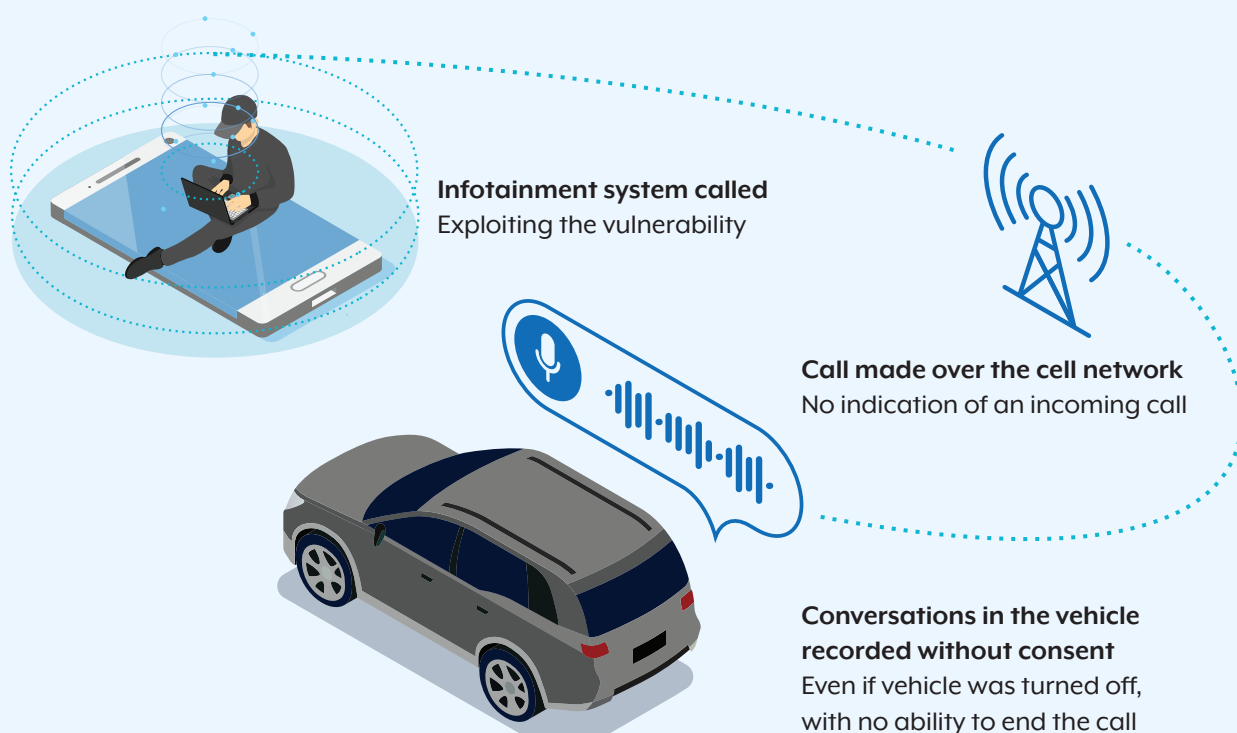 Infotainment system called
Exploiting the vulnerability
Call made over the cell network
No indication of an incoming call
Conversations in the vehicle
recorded without consent
Even if vehicle was turned off,
with no ability to end the call